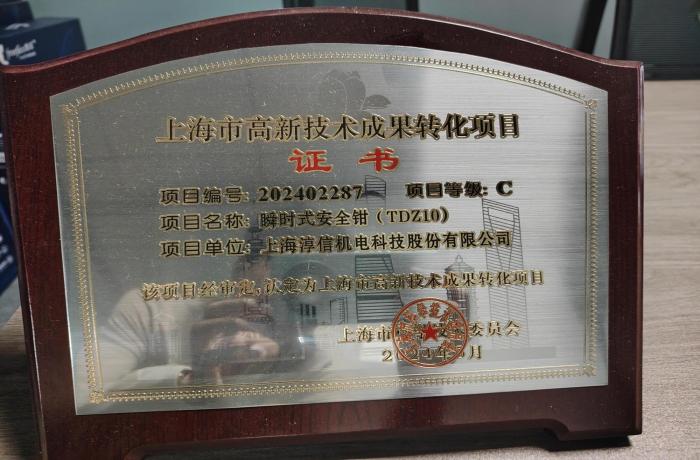 上海市高新技术成果转化项目
证书
项目编号: 202402287 项目等级: C
项目名称: 瞬时式安全钳(TDZ10)
项目单位: 上海淳信机电科技股份有限公司
该项目经审定,认定为上海市高新技术成果转化项目
上海市 委员会
202 年 月